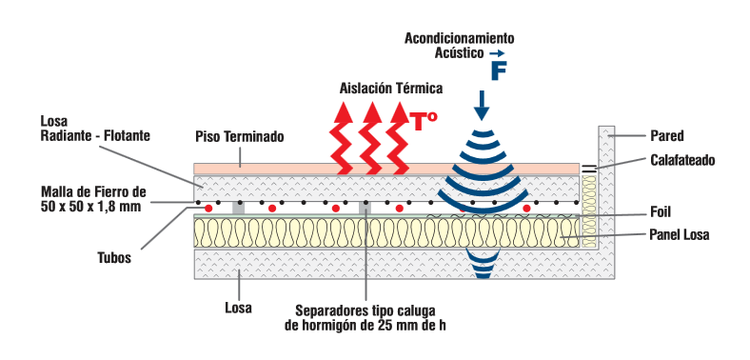 Acondicionamiento
Acústico
F
Aislación Térmica
Tº
Losa
Radiante - Flotante
Piso Terminado
Pared
Calafateado
Malla de Fierro de
50 x 50 x 1,8 mm
Foil
Panel Losa
Tubos
Losa
Separadores tipo caluga
de hormigón de 25 mm de h